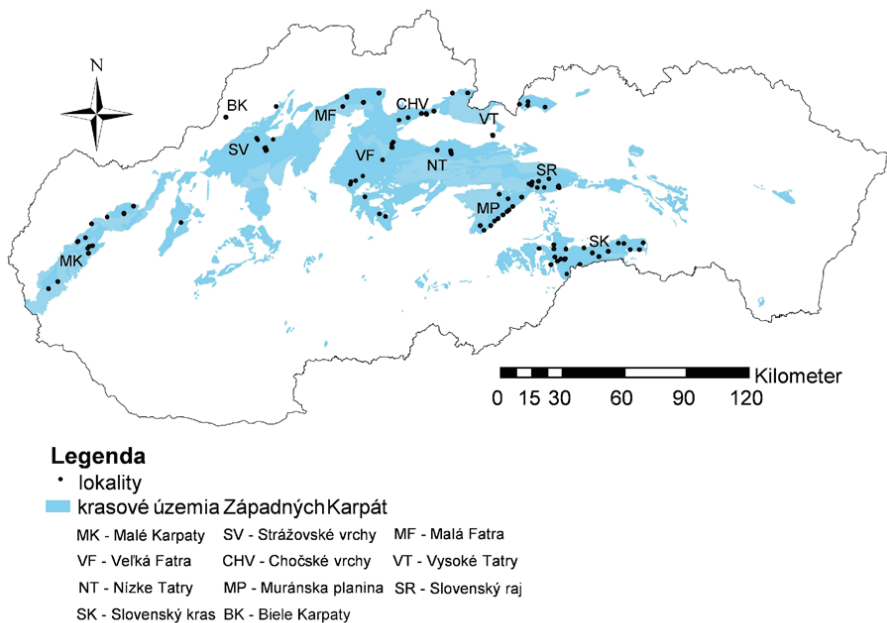 N
BK
MF
CHV
VT
SV
VF
NT
SR
MP
MK
SK
Kilometer
0 15 30 60 90 120
Legenda
lokality
krasové územia Západných Karpát
MK - Malé Karpaty SV - Strážovské vrchy MF - Malá Fatra
VF - Veľká Fatra CHV - Chočské vrchy VT - Vysoké Tatry
NT - Nízke Tatry MP - Muránska planina SR - Slovenský raj
SK - Slovenský kras BK - Biele Karpaty